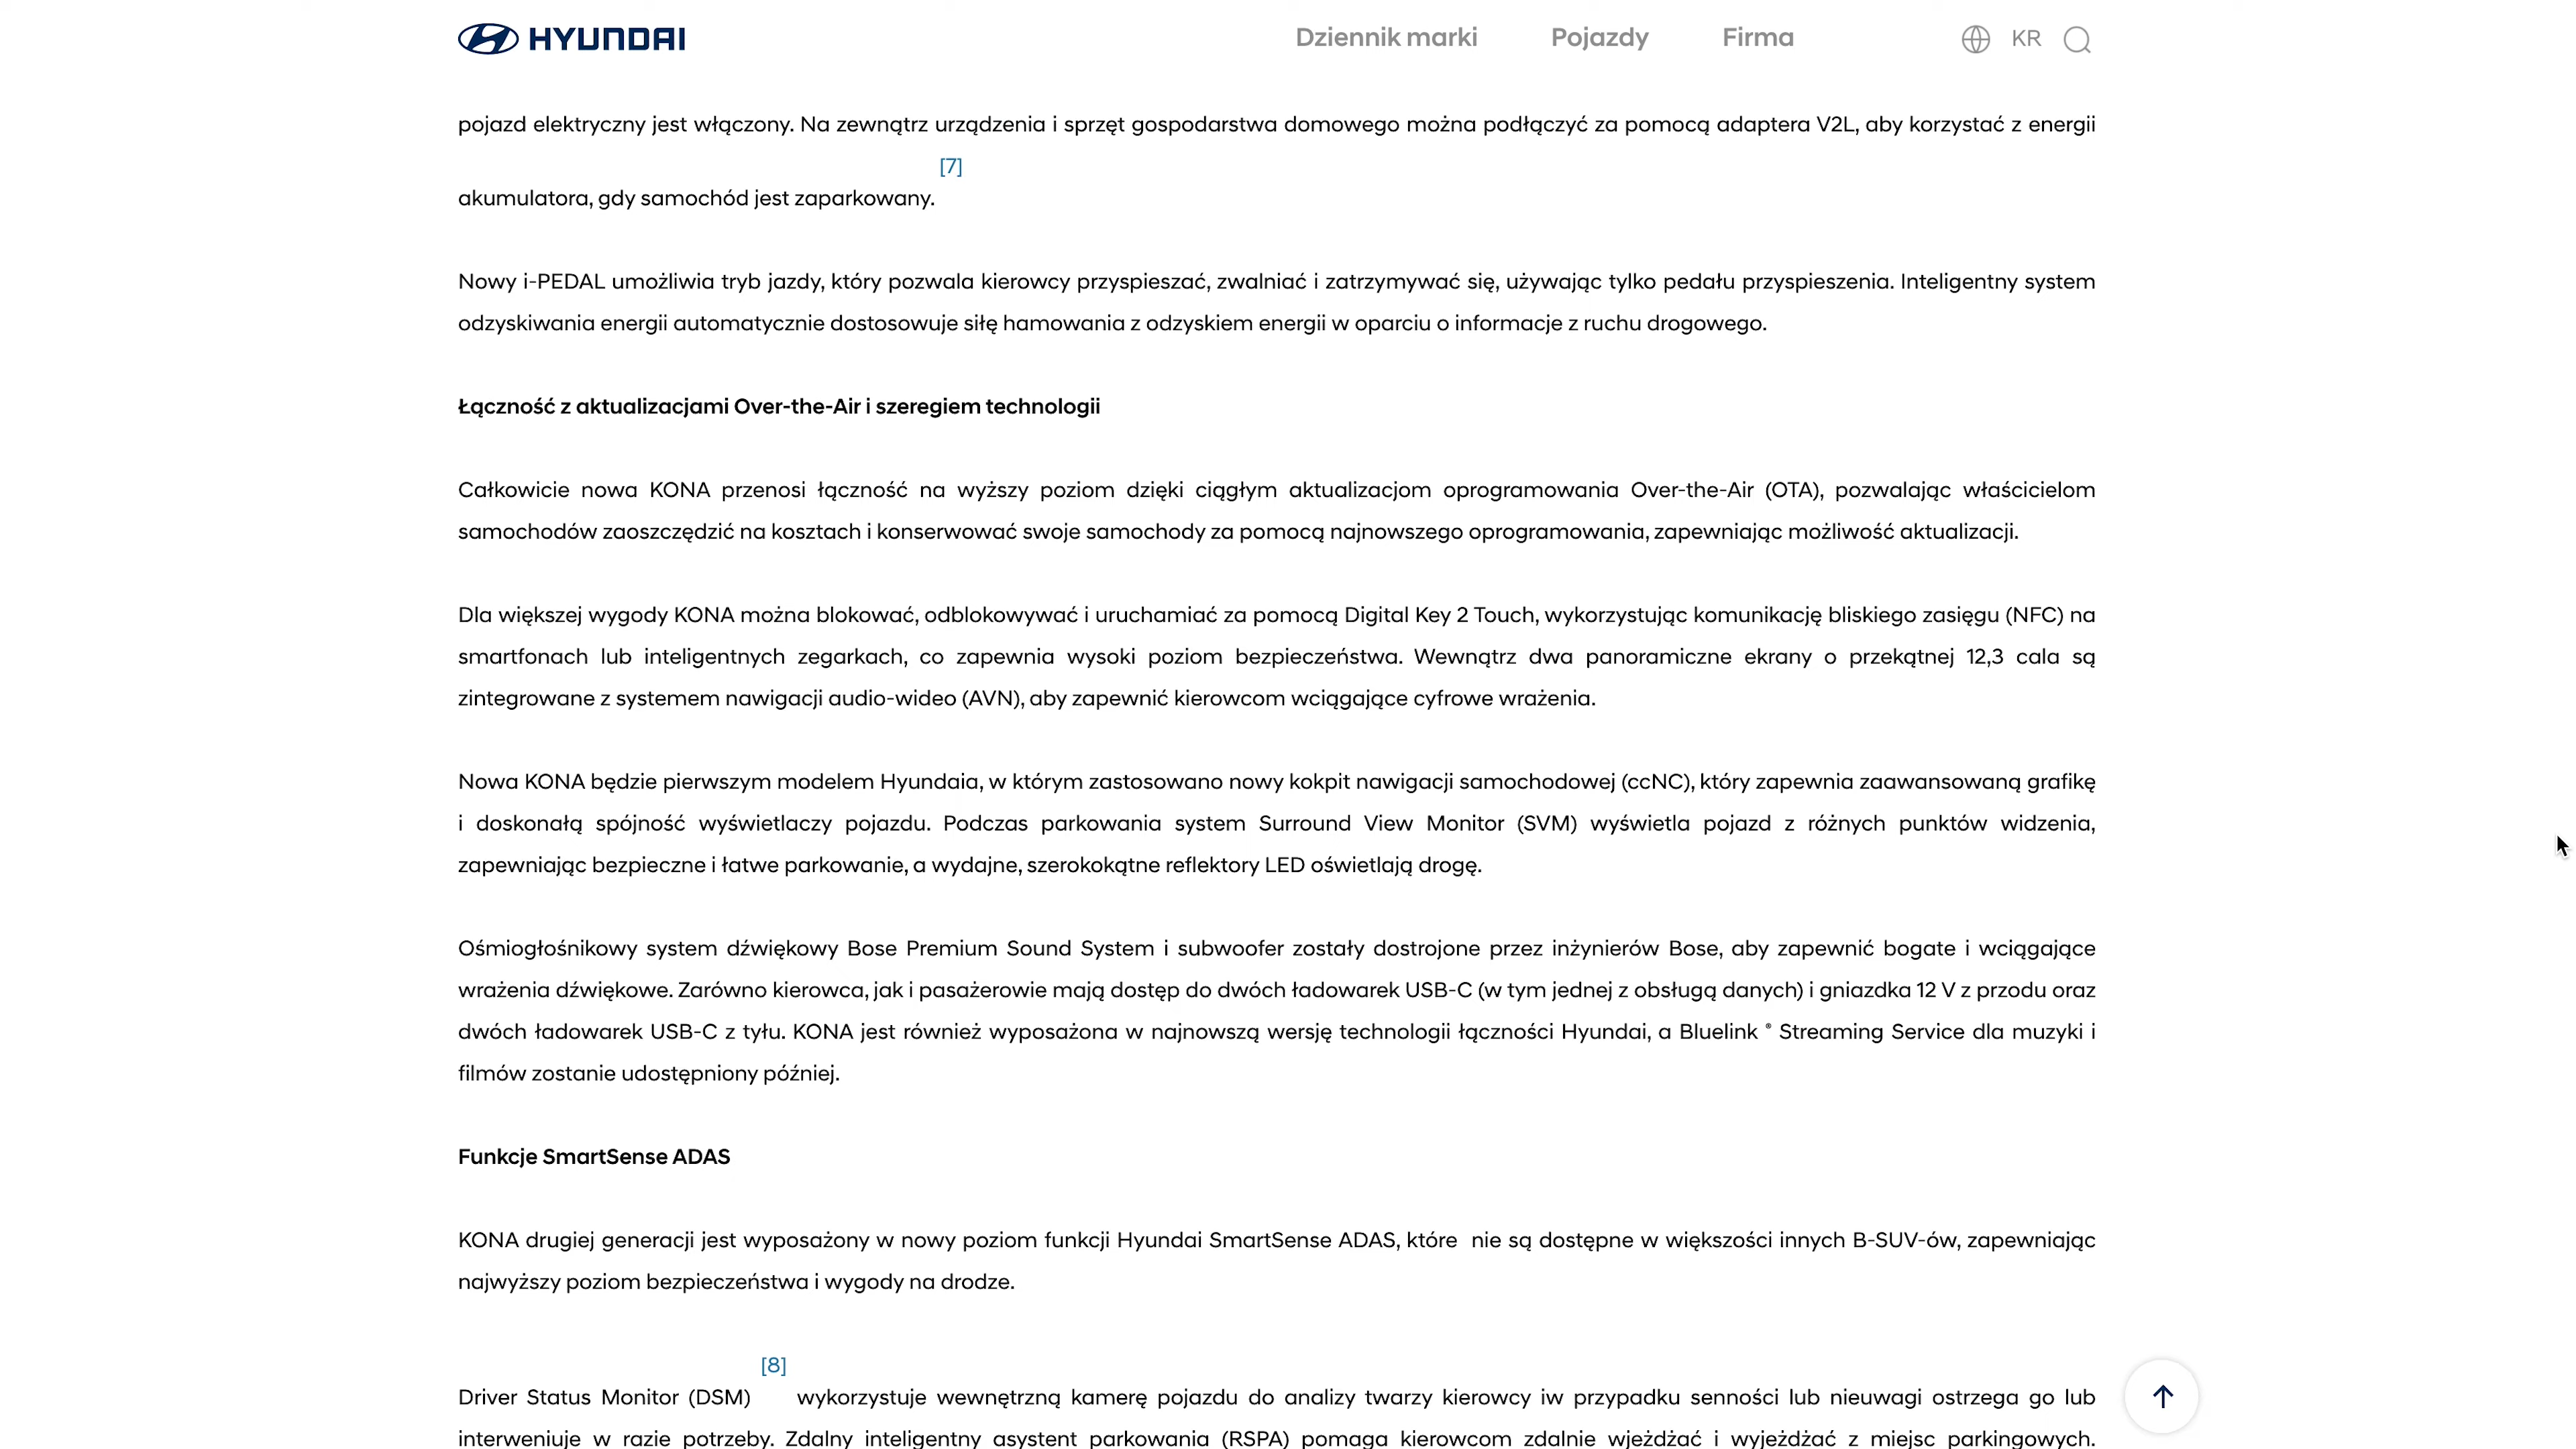 HYUNDAI
Dziennik marki
Pojazdy
Firma
KR
pojazd elektryczny jest włączony. Na zewnątrz urządzenia i sprzęt gospodarstwa domowego można podłączyć za pomocą adaptera V2L, aby korzystać z energii
akumulatora, gdy samochód jest zaparkowany. [7]
Nowy i-PEDAL umożliwia tryb jazdy, który pozwala kierowcy przyspieszać, zwalniać i zatrzymywać się, używając tylko pedału przyspieszenia. Inteligentny system
odzyskiwania energii automatycznie dostosowuje siłę hamowania z odzyskiem energii w oparciu o informacje z ruchu drogowego.
Łączność z aktualizacjami Over-the-Air i szeregiem technologii
Całkowicie nowa KONA przenosi łączność na wyższy poziom dzięki ciągłym aktualizacjom oprogramowania Over-the-Air (OTA), pozwalając właścicielom
samochodów zaoszczędzić na kosztach i konserwować swoje samochody za pomocą najnowszego oprogramowania, zapewniając możliwość aktualizacji.
Dla większej wygody KONA można blokować, odblokowywać i uruchamiać za pomocą Digital Key 2 Touch, wykorzystując komunikację bliskiego zasięgu (NFC) na
smartfonach lub inteligentnych zegarkach, co zapewnia wysoki poziom bezpieczeństwa. Wewnątrz dwa panoramiczne ekrany o przekątnej 12,3 cala są
zintegrowane z systemem nawigacji audio-wideo (AVN), aby zapewnić kierowcom wciągające cyfrowe wrażenia.
Nowa KONA będzie pierwszym modelem Hyundaia, w którym zastosowano nowy kokpit nawigacji samochodowej (ccNC), który zapewnia zaawansowaną grafikę
i doskonałą spójność wyświetlaczy pojazdu. Podczas parkowania system Surround View Monitor (SVM) wyświetla pojazd z różnych punktów widzenia,
zapewniając bezpieczne i łatwe parkowanie, a wydajne, szerokokątne reflektory LED oświetlają drogę.
Ośmiogłośnikowy system dźwiękowy Bose Premium Sound System i subwoofer zostały dostrojone przez inżynierów Bose, aby zapewnić bogate i wciągające
wrażenia dźwiękowe. Zarówno kierowca, jak i pasażerowie mają dostęp do dwóch ładowarek USB-C (w tym jednej z obsługą danych) i gniazdka 12 V z przodu oraz
dwóch ładowarek USB-C z tyłu. KONA jest również wyposażona w najnowszą wersję technologii łączności Hyundai, a Bluelink ® Streaming Service dla muzyki i
filmów zostanie udostępniony później.
Funkcje SmartSense ADAS
KONA drugiej generacji jest wyposażony w nowy poziom funkcji Hyundai SmartSense ADAS, które nie są dostępne w większości innych B-SUV-ów, zapewniając
najwyższy poziom bezpieczeństwa i wygody na drodze.
Driver Status Monitor (DSM) [8] wykorzystuje wewnętrzną kamerę pojazdu do analizy twarzy kierowcy iw przypadku senności lub nieuwagi ostrzega go lub
interweniuje w razie potrzeby. Zdalny inteligentny asystent parkowania (RSPA) pomaga kierowcom zdalnie wjeżdżać i wyjeżdżać z miejsc parkingowych.